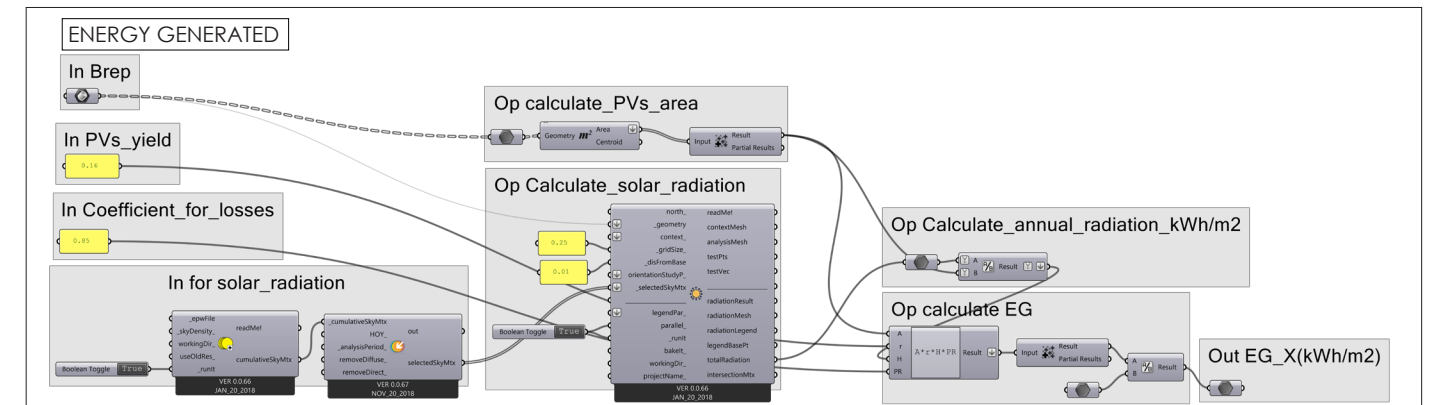 ENERGY GENERATED
In Brep
In PVs_yield
0.16
In Coefficient_for_losses
0.85
In for solar_radiation
_epwFile
_skyDensity_
workingDir_
useOldRes_
_runIt
readMe!
cumulativeSkyMtx
VER 0.0.66
JAN_20_2018
Boolean Toggle True
_cumulativeSkyMtx
HOY_
_analysisPeriod_
removeDiffuse_
removeDirect_
out
selectedSkyMtx
VER 0.0.67
NOV_20_2018
Op calculate_PVs_area
Geometry m² Area
Centroid
Input Result
Partial Results
Op Calculate_solar_radiation
0.25
0.01
Boolean Toggle True
north_
_geometry
context_
_gridSize_
_disFromBase
orientationStudyP_
_selectedSkyMtx
legendPar_
parallel_
_runIt
bakeIt_
workingDir_
projectName_
readMe!
contextMesh
analysisMesh
testPts
testVec
radiationResult
radiationMesh
radiationLegend
legendBasePt
totalRadiation
intersectionMtx
VER 0.0.66
JAN_20_2018
Op Calculate_annual_radiation_kWh/m2
A
B
A/B
Result
Op calculate EG
A
r
H
PR
A*r*H*PR
Result
Input Result
Partial Results
A
B
A/B
Result
Out EG_X(kWh/m2)